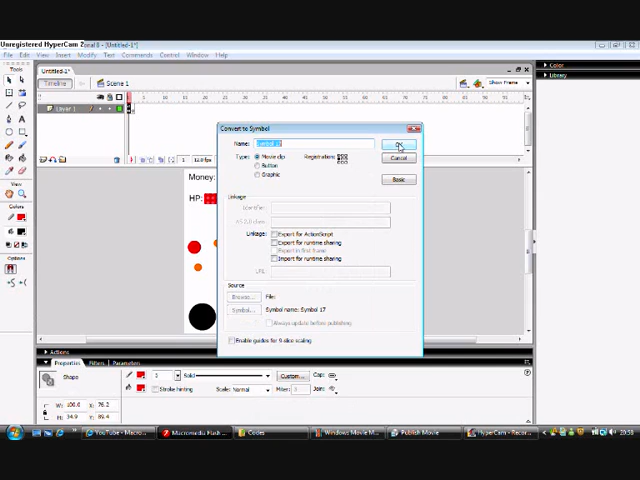 Unregistered HyperCam 2
File Edit View Insert Modify Text Commands Control Window Help
Untitled-1*
Timeline Scene 1
Show Frame
Color
Library
Tools
Layer 1
View
Colors
Options
Money:
HP:
Convert to Symbol
Name: Symbol 17
OK
Type: Movie clip Registration:
Button
Graphic
Cancel
Basic
Linkage
Identifier:
AS 2.0 class:
Linkage: Export for ActionScript
Export for runtime sharing
Export in first frame
Import for runtime sharing
URL:
Source
Browse... File:
Symbol... Symbol name: Symbol 17
Always update before publishing
Enable guides for 9-slice scaling
Actions
Properties Filters Parameters
Shape
Solid Custom... Cap:
Stroke hinting Scale: Normal Miter: 3 Join:
W: 100.0 X: 76.2
H: 34.9 Y: 89.4
YouTube - Macro... Macromedia Flash ... Codes Windows Movie M... Publish Movie HyperCam - Regist... 20:58